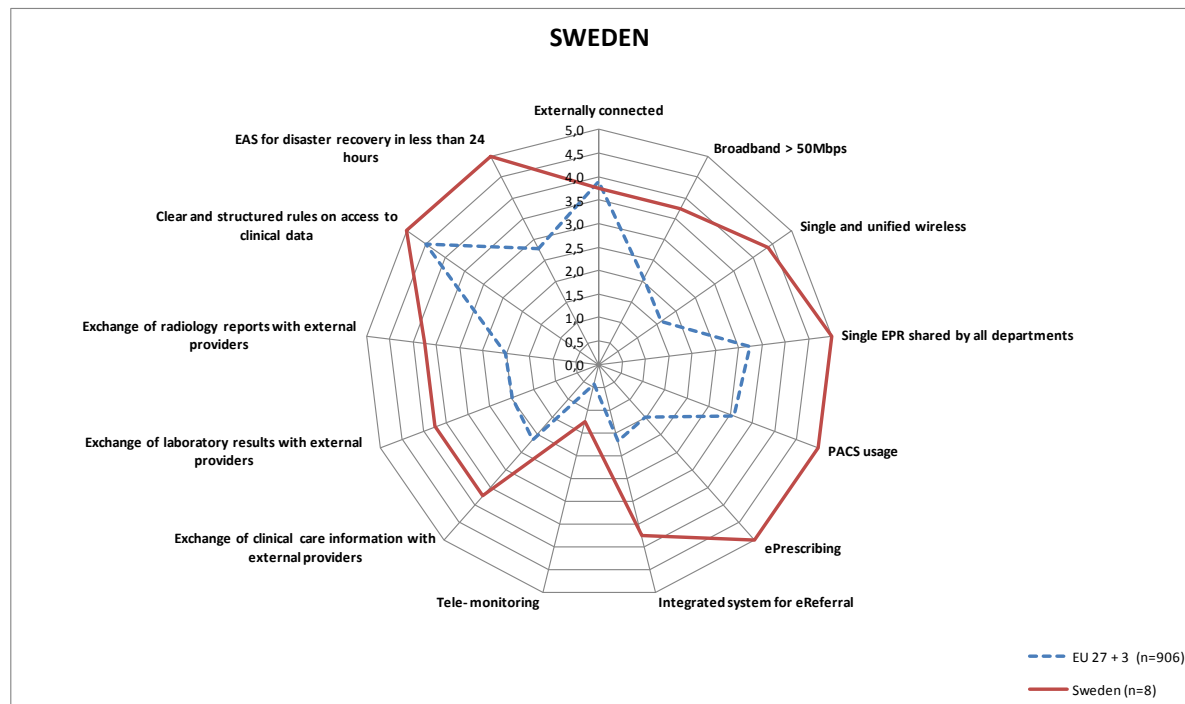 SWEDEN
Externally connected
EAS for disaster recovery in less than 24
hours
Broadband > 50Mbps
Clear and structured rules on access to
clinical data
Single and unified wireless
Exchange of radiology reports with external
providers
Single EPR shared by all departments
Exchange of laboratory results with external
providers
PACS usage
Exchange of clinical care information with
external providers
ePrescribing
Tele- monitoring
Integrated system for eReferral
5,0
4,5
4,0
3,5
3,0
2,5
2,0
1,5
1,0
0,5
0,0
EU 27 + 3 (n=906)
Sweden (n=8)